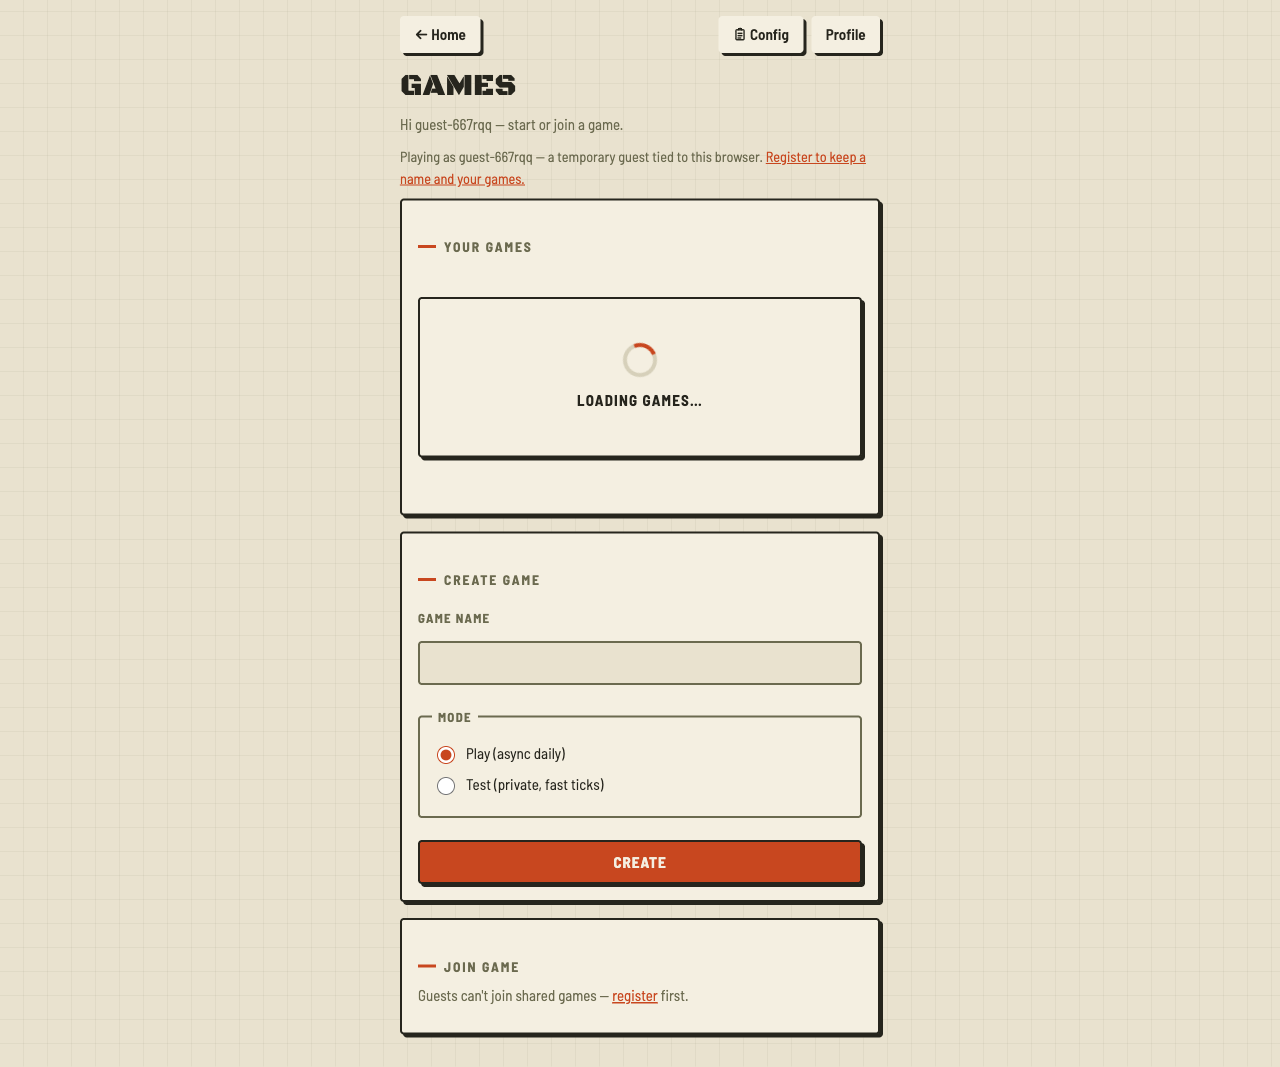 ← Home
Config
Profile
GAMES
Hi guest-667rqq — start or join a game.
Playing as guest-667rqq — a temporary guest tied to this browser. Register to keep a
name and your games.
YOUR GAMES
LOADING GAMES...
CREATE GAME
GAME NAME
MODE
Play (async daily)
Test (private, fast ticks)
CREATE
JOIN GAME
Guests can't join shared games — register first.